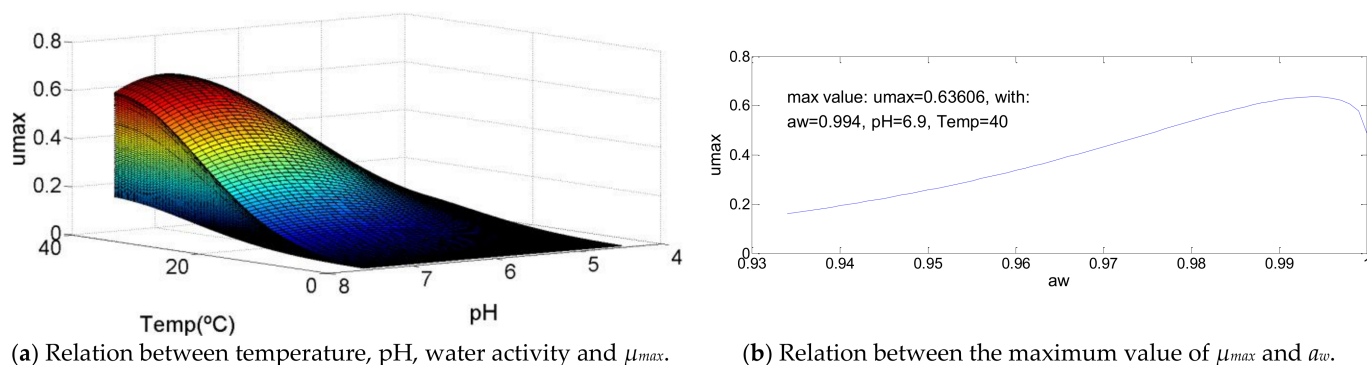 0.8
0.6
0.4
0.2
0
umax
40
20
0
Temp(ºC)
8
7
6
5
4
pH
(a) Relation between temperature, pH, water activity and μmax.
0.8
0.6
0.4
0.2
0
umax
max value: umax=0.63606, with:
aw=0.994, pH=6.9, Temp=40
0.93 0.94 0.95 0.96 0.97 0.98 0.99 1
aw
(b) Relation between the maximum value of μmax and aw.